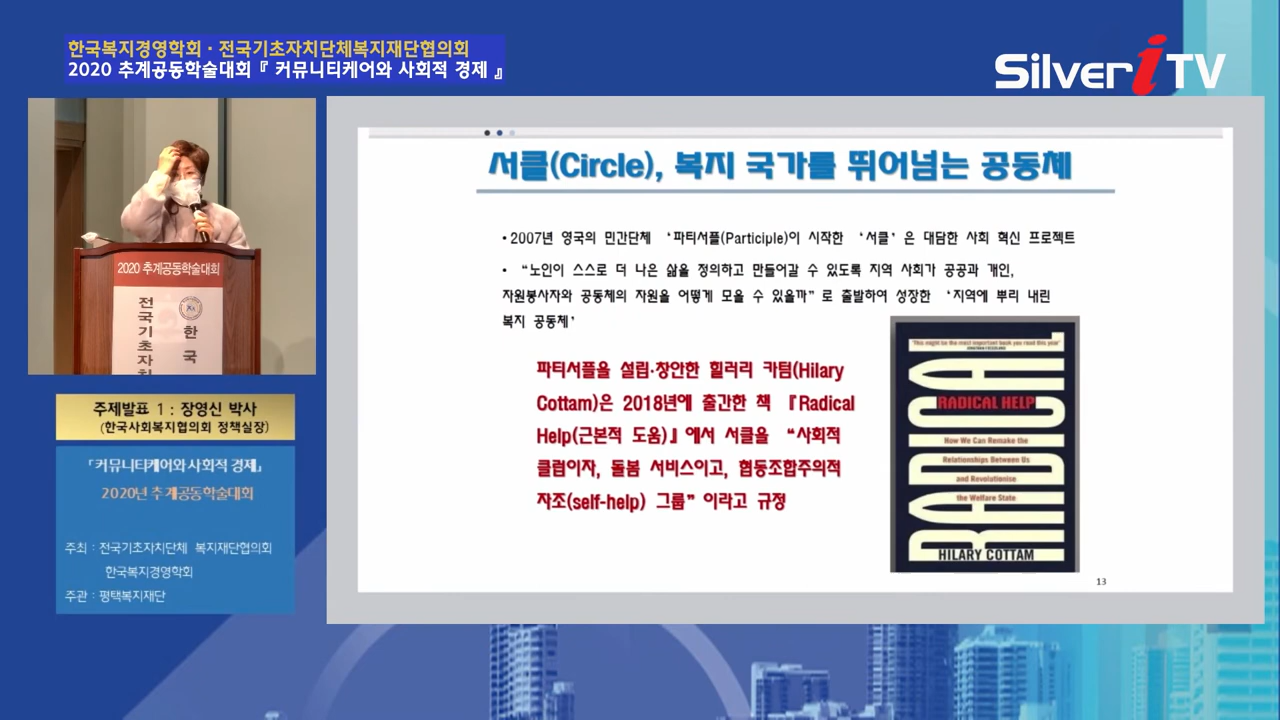 한국복지경영학회 · 전국기초자치단체복지재단협의회
2020 추계공동학술대회 『 커뮤니티케어와 사회적 경제 』
Silver i TV
2020 추계공동학술대회
전국기초자치
한국
주제발표 1 : 장영신 박사
(한국사회복지협의회 정책실장)
「커뮤니티케어와 사회적 경제」
2020년 추계공동학술대회
주최 : 전국기초자치단체 복지재단협의회
한국복지경영학회
주관 : 평택복지재단
서클(Circle), 복지 국가를 뛰어넘는 공동체
• 2007년 영국의 민간단체 ‘파티서플(Participle)이 시작한 ‘서클’ 은 대담한 사회 혁신 프로젝트
• “노인이 스스로 더 나은 삶을 정의하고 만들어갈 수 있도록 지역 사회가 공공과 개인,
자원봉사자와 공동체의 자원을 어떻게 모을 수 있을까” 로 출발하여 성장한 ‘지역에 뿌리 내린
복지 공동체’
파티서플을 설립·창안한 힐러리 카텀(Hilary
Cottam)은 2018년에 출간한 책 『Radical
Help(근본적 도움)』에서 서클을 “사회적
클럽이자, 돌봄 서비스이고, 협동조합주의적
자조(self-help) 그룹” 이라고 규정
'This might be the most important book you read this year'
RADICAL
RADICAL HELP
How We Can Remake the
Relationships Between Us
and Revolutionise
the Welfare State
HILARY COTTAM
13